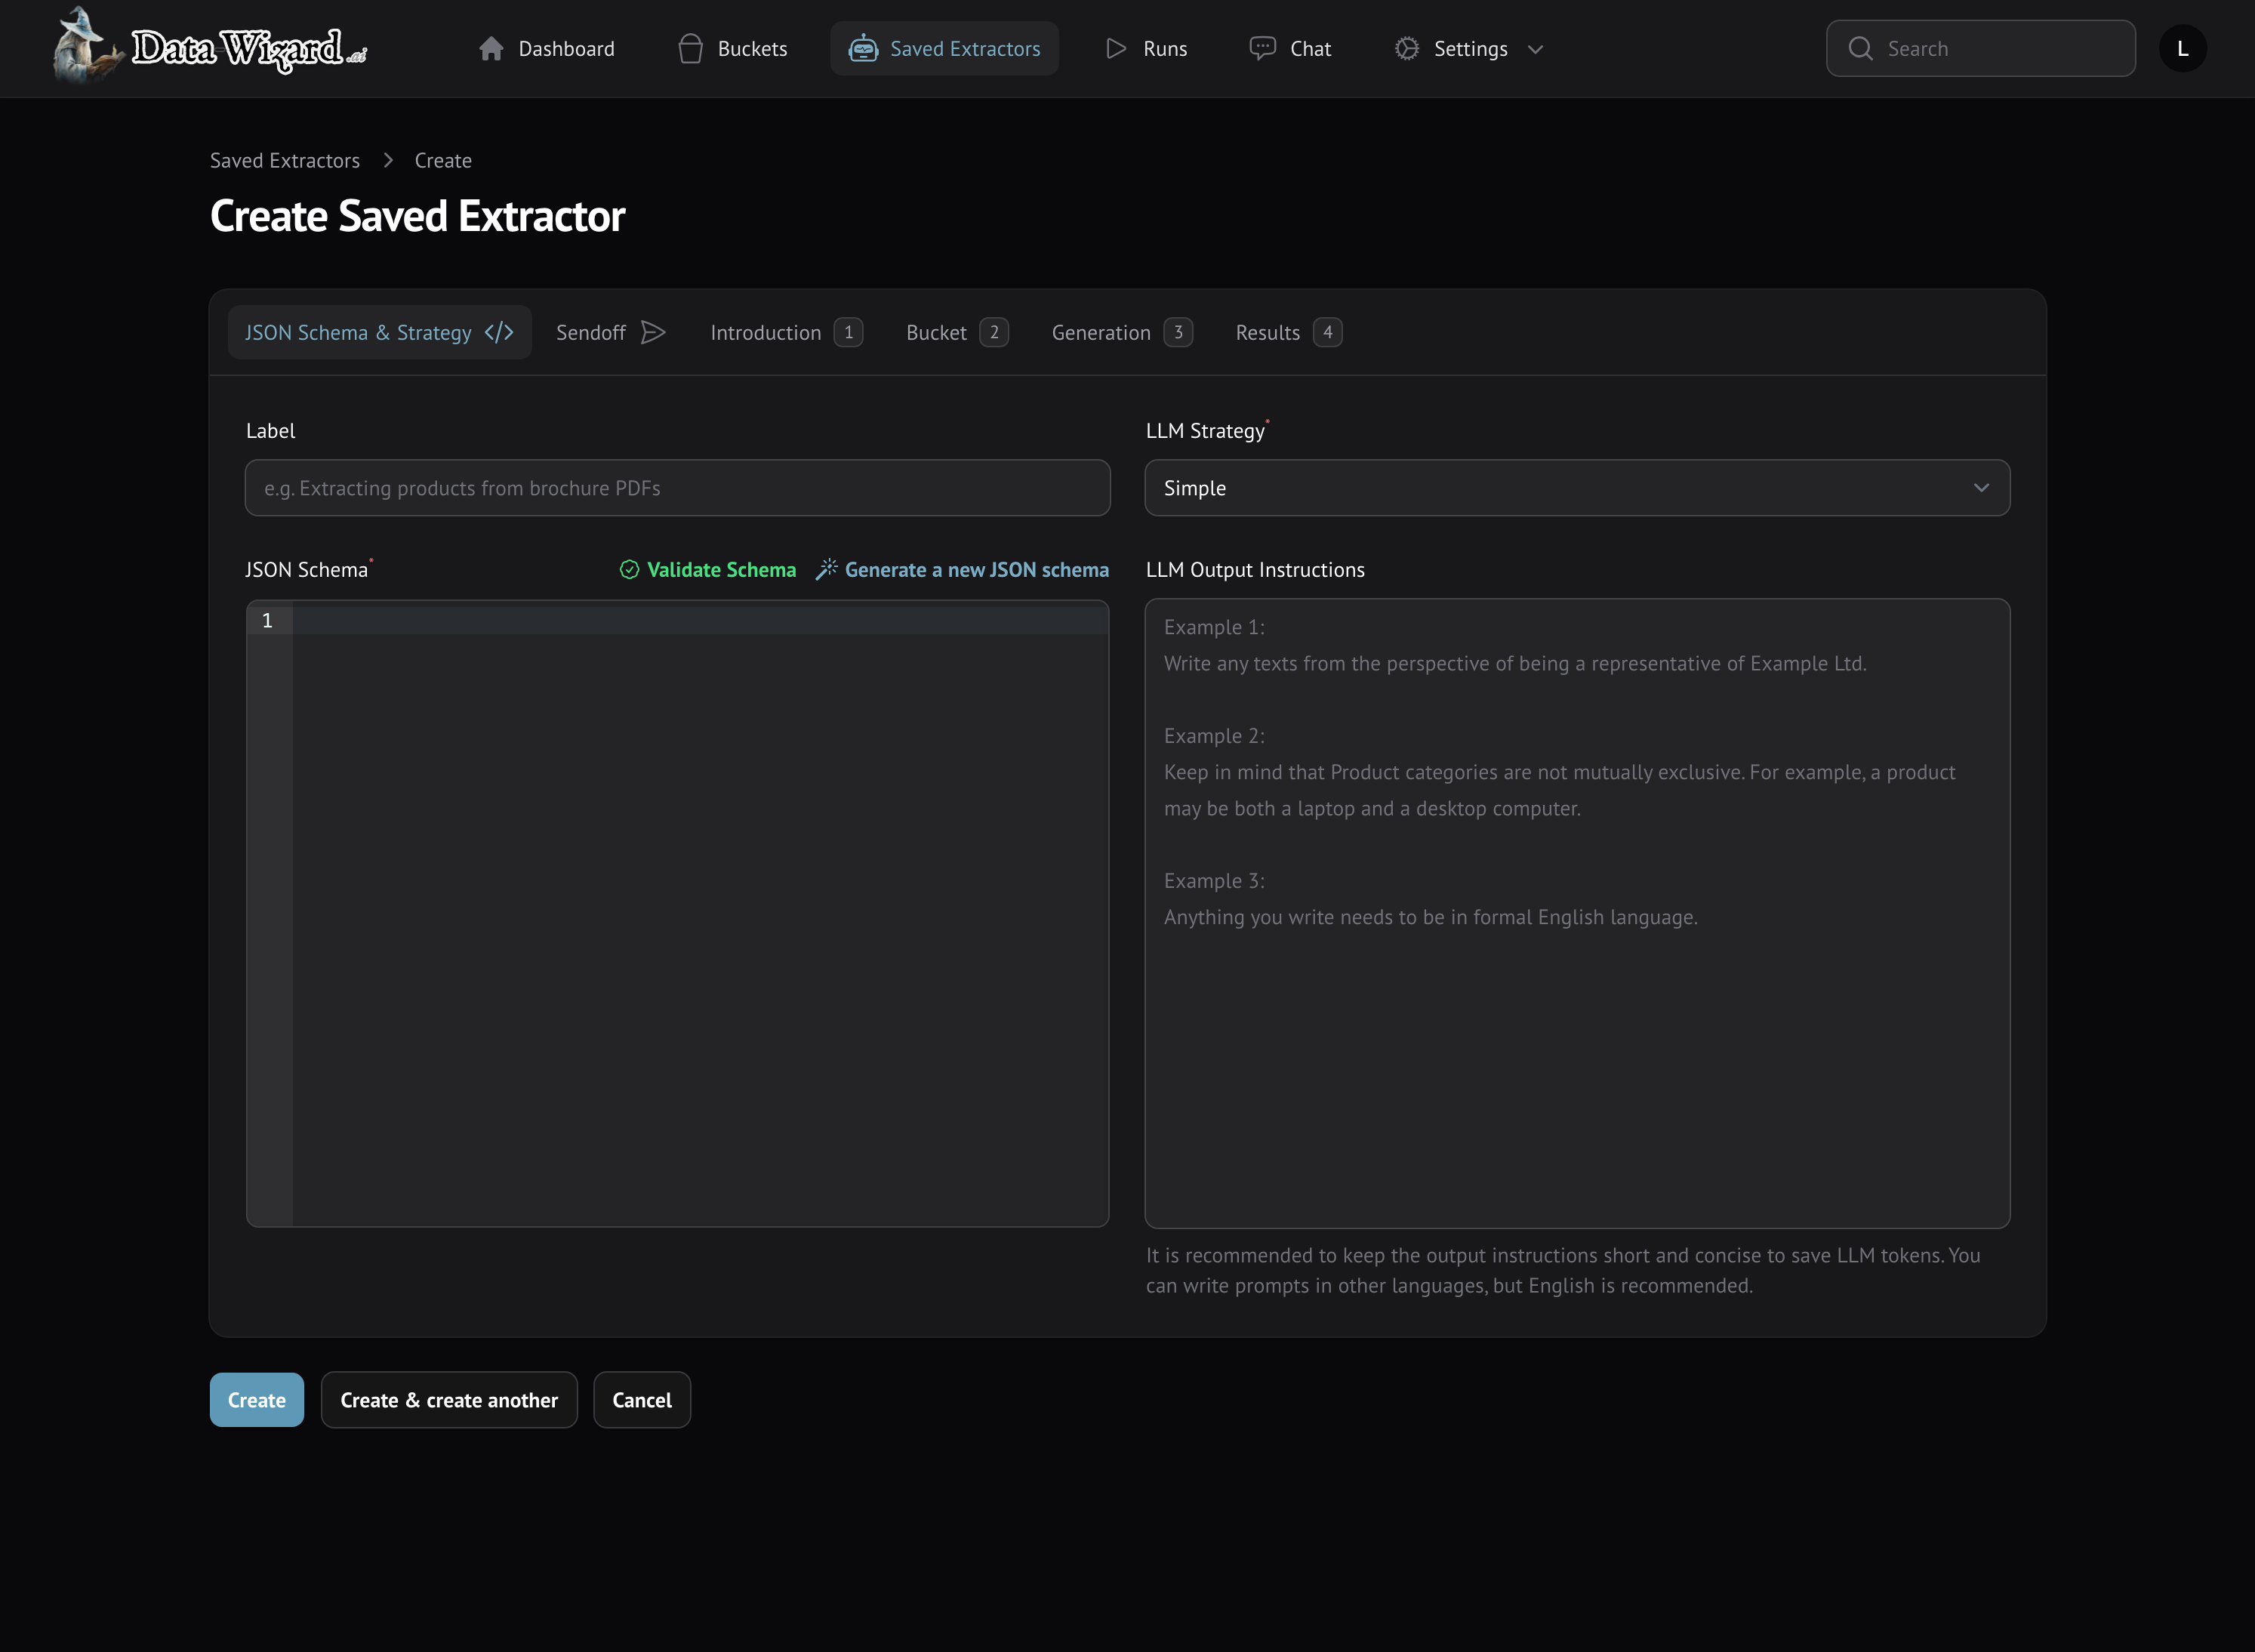 Data Wizard.ai
Dashboard
Buckets
Saved Extractors
Runs
Chat
Settings
Search
L
Saved Extractors
Create
Create Saved Extractor
JSON Schema & Strategy </>
Sendoff
Introduction 1
Bucket 2
Generation 3
Results 4
Label
e.g. Extracting products from brochure PDFs
LLM Strategy*
Simple
JSON Schema*
Validate Schema
Generate a new JSON schema
1
LLM Output Instructions
Example 1:
Write any texts from the perspective of being a representative of Example Ltd.
Example 2:
Keep in mind that Product categories are not mutually exclusive. For example, a product
may be both a laptop and a desktop computer.
Example 3:
Anything you write needs to be in formal English language.
It is recommended to keep the output instructions short and concise to save LLM tokens. You
can write prompts in other languages, but English is recommended.
Create
Create & create another
Cancel